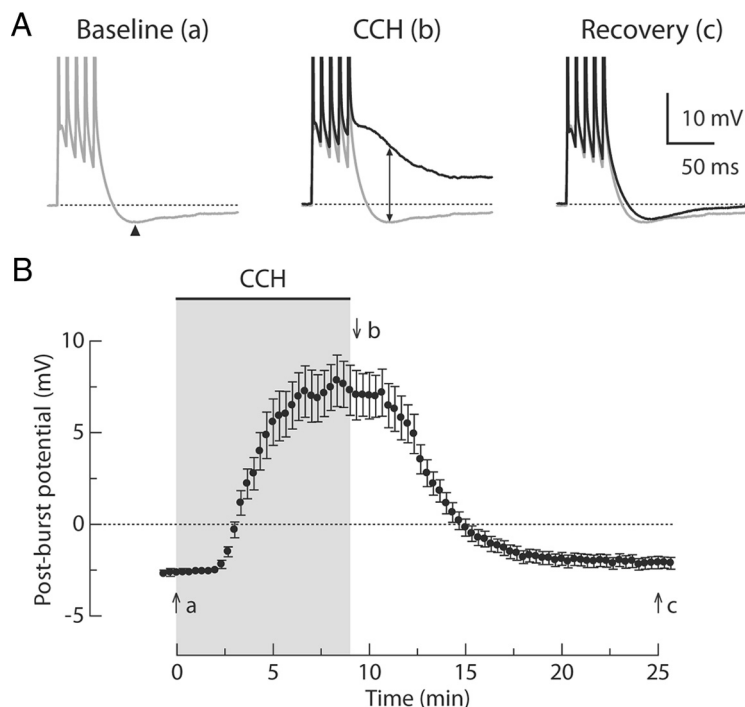 A
Baseline (a)
CCH (b)
Recovery (c)
10 mV
50 ms
B
CCH
b
10
5
0
-5
Post-burst potential (mV)
a
c
0
5
10
15
20
25
Time (min)